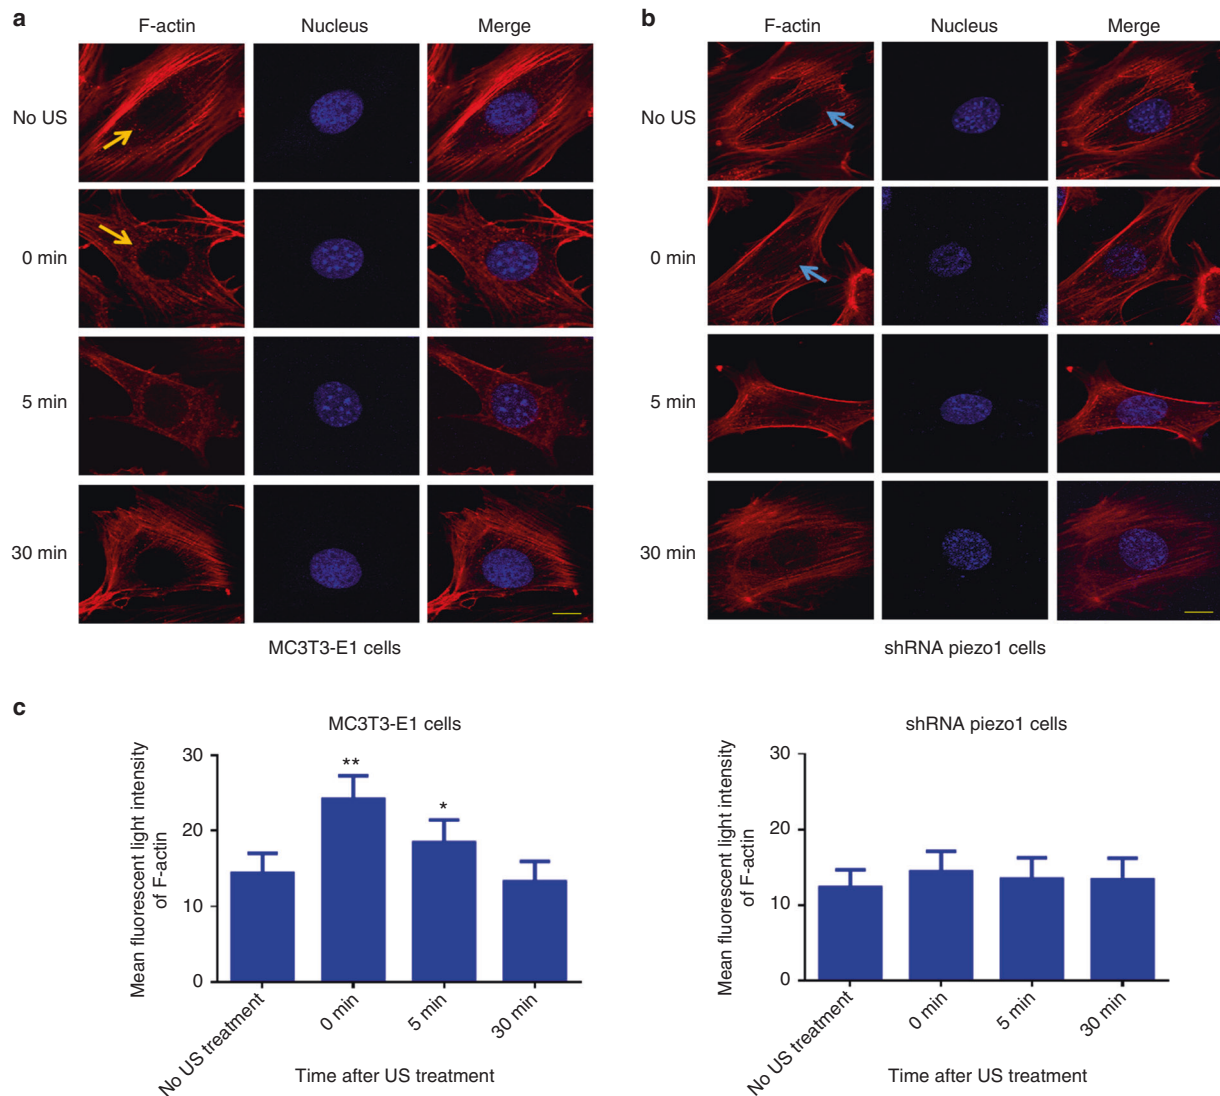 a
F-actin
Nucleus
Merge
No US
0 min
5 min
30 min
MC3T3-E1 cells
b
F-actin
Nucleus
Merge
No US
0 min
5 min
30 min
shRNA piezo1 cells
c
MC3T3-E1 cells
Mean fluorescent light intensity
of F-actin
30
20
10
0
**
*
No US treatment
0 min
5 min
30 min
Time after US treatment
shRNA piezo1 cells
Mean fluorescent light intensity
of F-actin
30
20
10
0
No US treatment
0 min
5 min
30 min
Time after US treatment